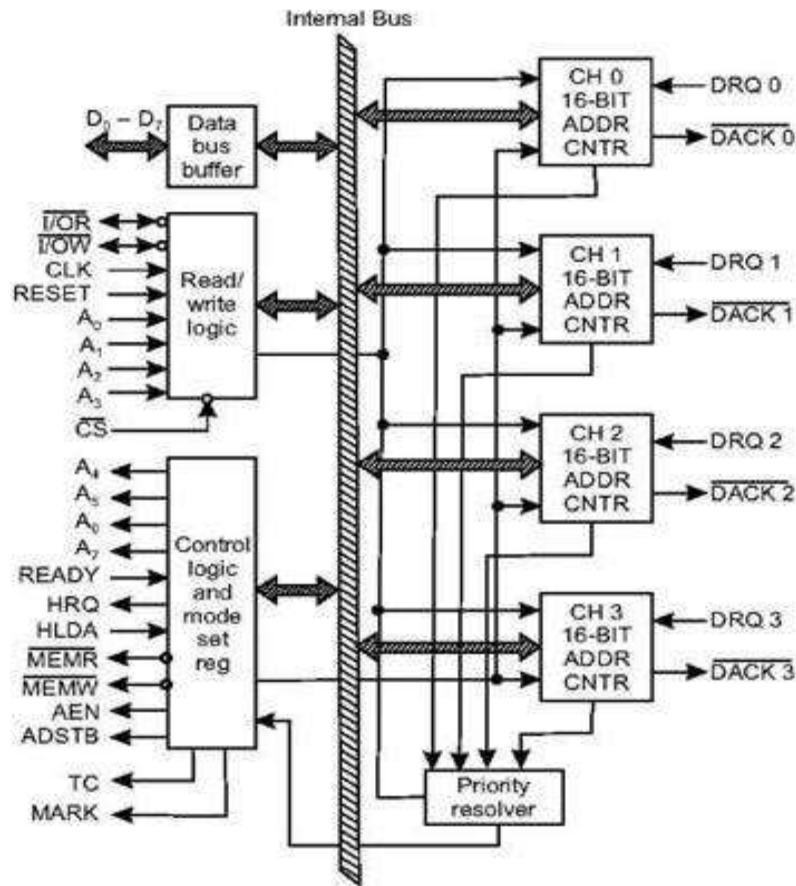 Internal Bus
D₀ – D₇
Data
bus
buffer
I/OR
I/OW
CLK
RESET
A₀
A₁
A₂
A₃
CS
Read/
write
logic
A₄
A₅
A₆
A₇
READY
HRQ
HLDA
MEMR
MEMW
AEN
ADSTB
TC
MARK
Control
logic
and
mode
set
reg
CH 0
16-BIT
ADDR
CNTR
DRQ 0
DACK 0
CH 1
16-BIT
ADDR
CNTR
DRQ 1
DACK 1
CH 2
16-BIT
ADDR
CNTR
DRQ 2
DACK 2
CH 3
16-BIT
ADDR
CNTR
DRQ 3
DACK 3
Priority
resolver